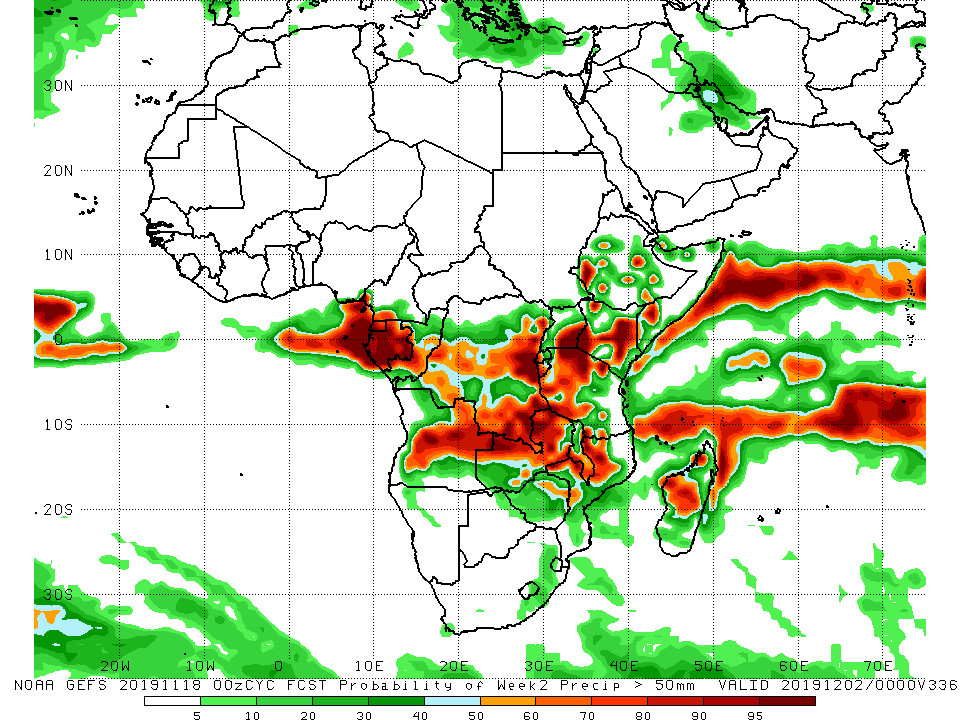 30N
20N
10N
0
10S
20S
30S
20W 10W 0 10E 20E 30E 40E 50E 60E 70E
NOAA GEFS 20191118 00zCYC FCST Probability of Week2 Precip > 50mm VALID 20191202/0000V336
5 10 20 30 40 50 60 70 80 90 95